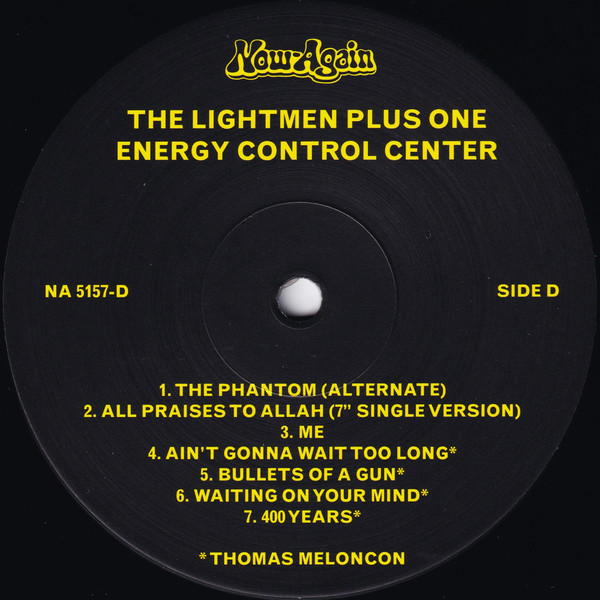 Now-Again
THE LIGHTMEN PLUS ONE
ENERGY CONTROL CENTER
NA 5157-D
SIDE D
1. THE PHANTOM (ALTERNATE)
2. ALL PRAISES TO ALLAH (7” SINGLE VERSION)
3. ME
4. AIN’T GONNA WAIT TOO LONG*
5. BULLETS OF A GUN*
6. WAITING ON YOUR MIND*
7. 400 YEARS*
*THOMAS MELONCON